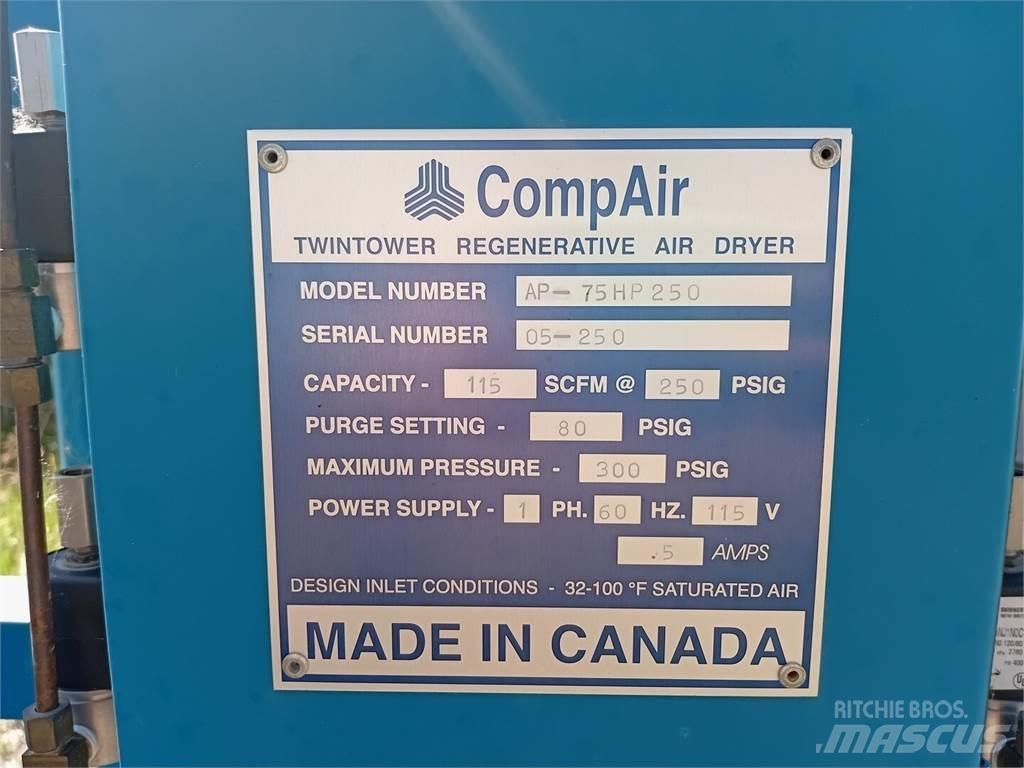 CompAir
TWINTOWER REGENERATIVE AIR DRYER
MODEL NUMBER AP-75HP250
SERIAL NUMBER 05-250
CAPACITY - 115 SCFM @ 250 PSIG
PURGE SETTING - 80 PSIG
MAXIMUM PRESSURE - 300 PSIG
POWER SUPPLY - 1 PH. 60 HZ. 115 V
.5 AMPS
DESIGN INLET CONDITIONS - 32-100 °F SATURATED AIR
MADE IN CANADA
SKINNER
RITCHIE BROS.
MASCUS